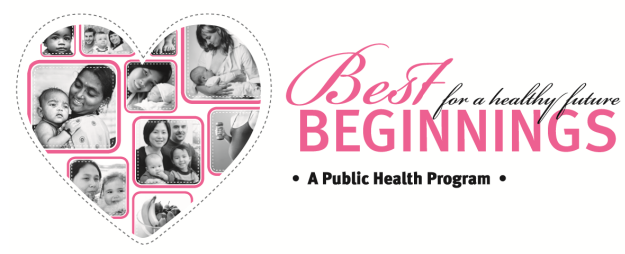 Best for a healthy future
BEGINNINGS
• A Public Health Program •